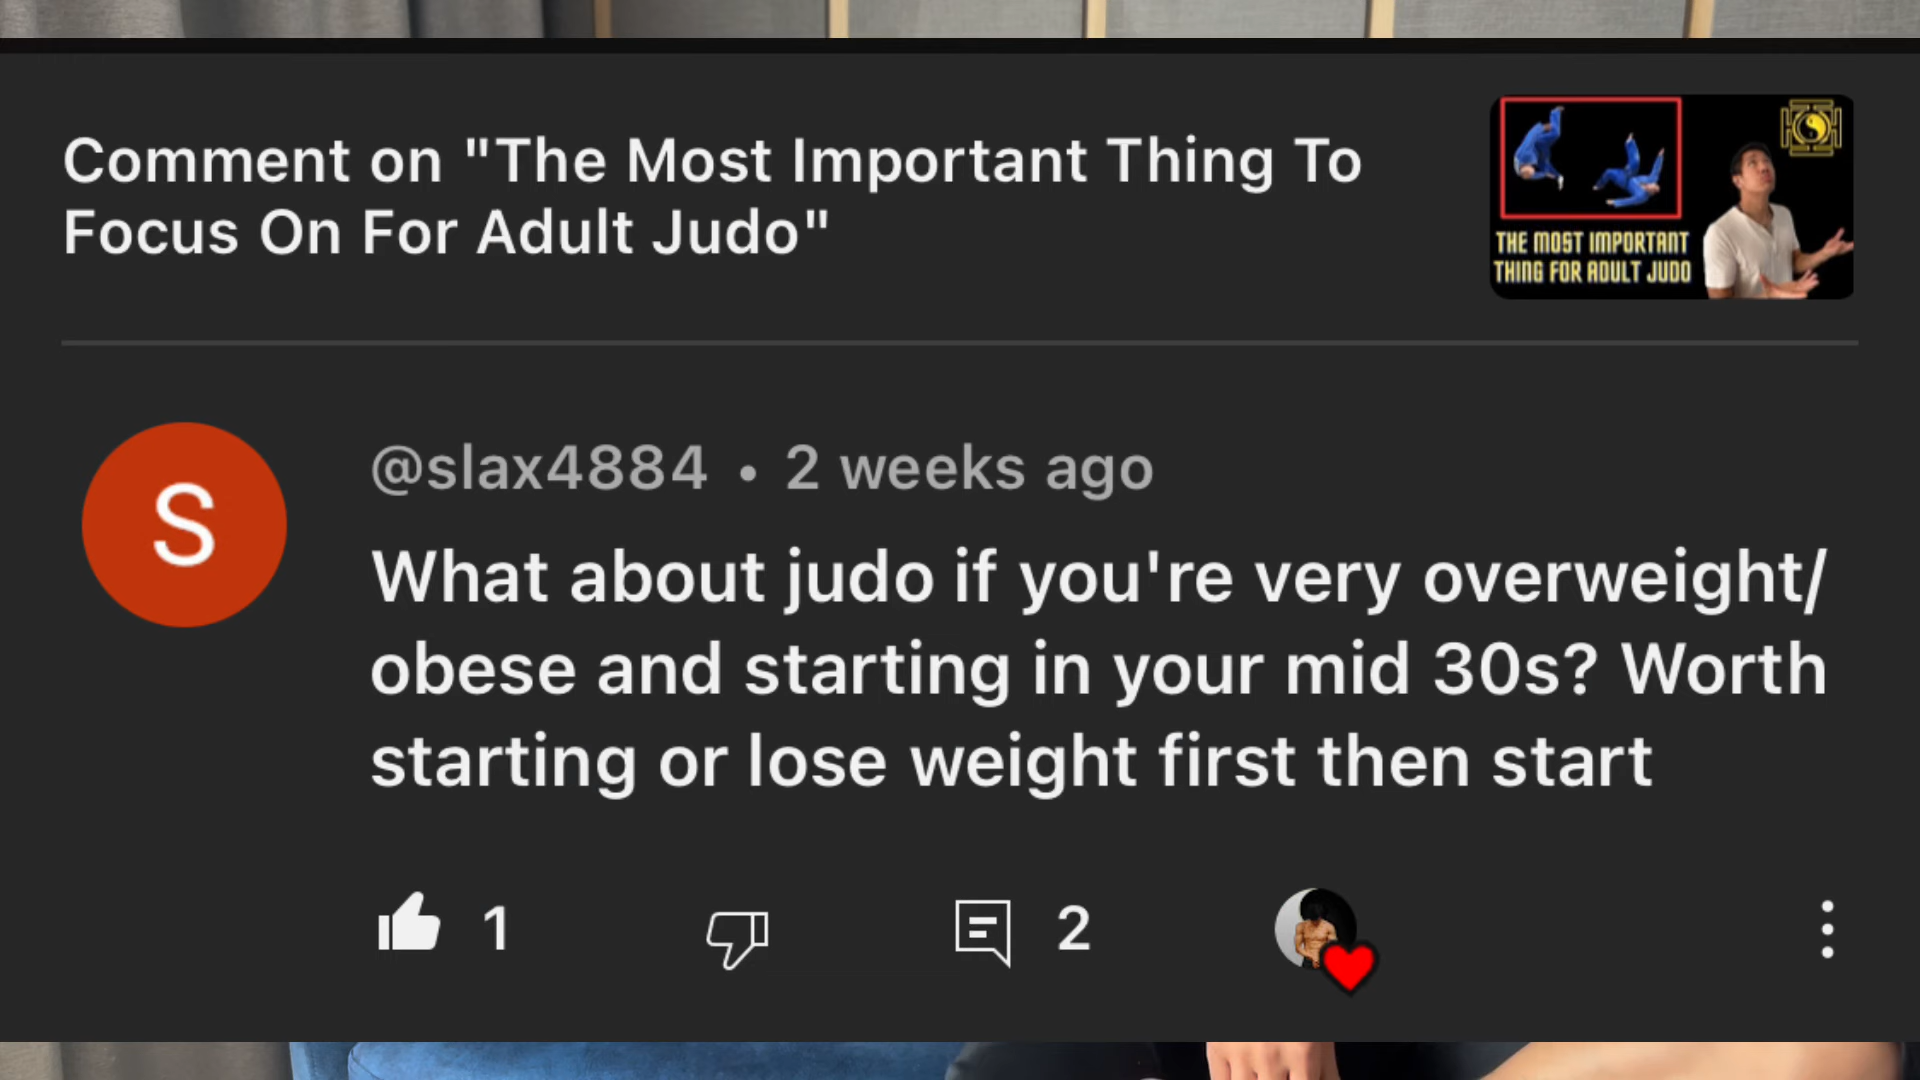 Comment on "The Most Important Thing To
Focus On For Adult Judo"
THE MOST IMPORTANT
THING FOR ADULT JUDO
S
@slax4884 • 2 weeks ago
What about judo if you're very overweight/
obese and starting in your mid 30s? Worth
starting or lose weight first then start
1
2